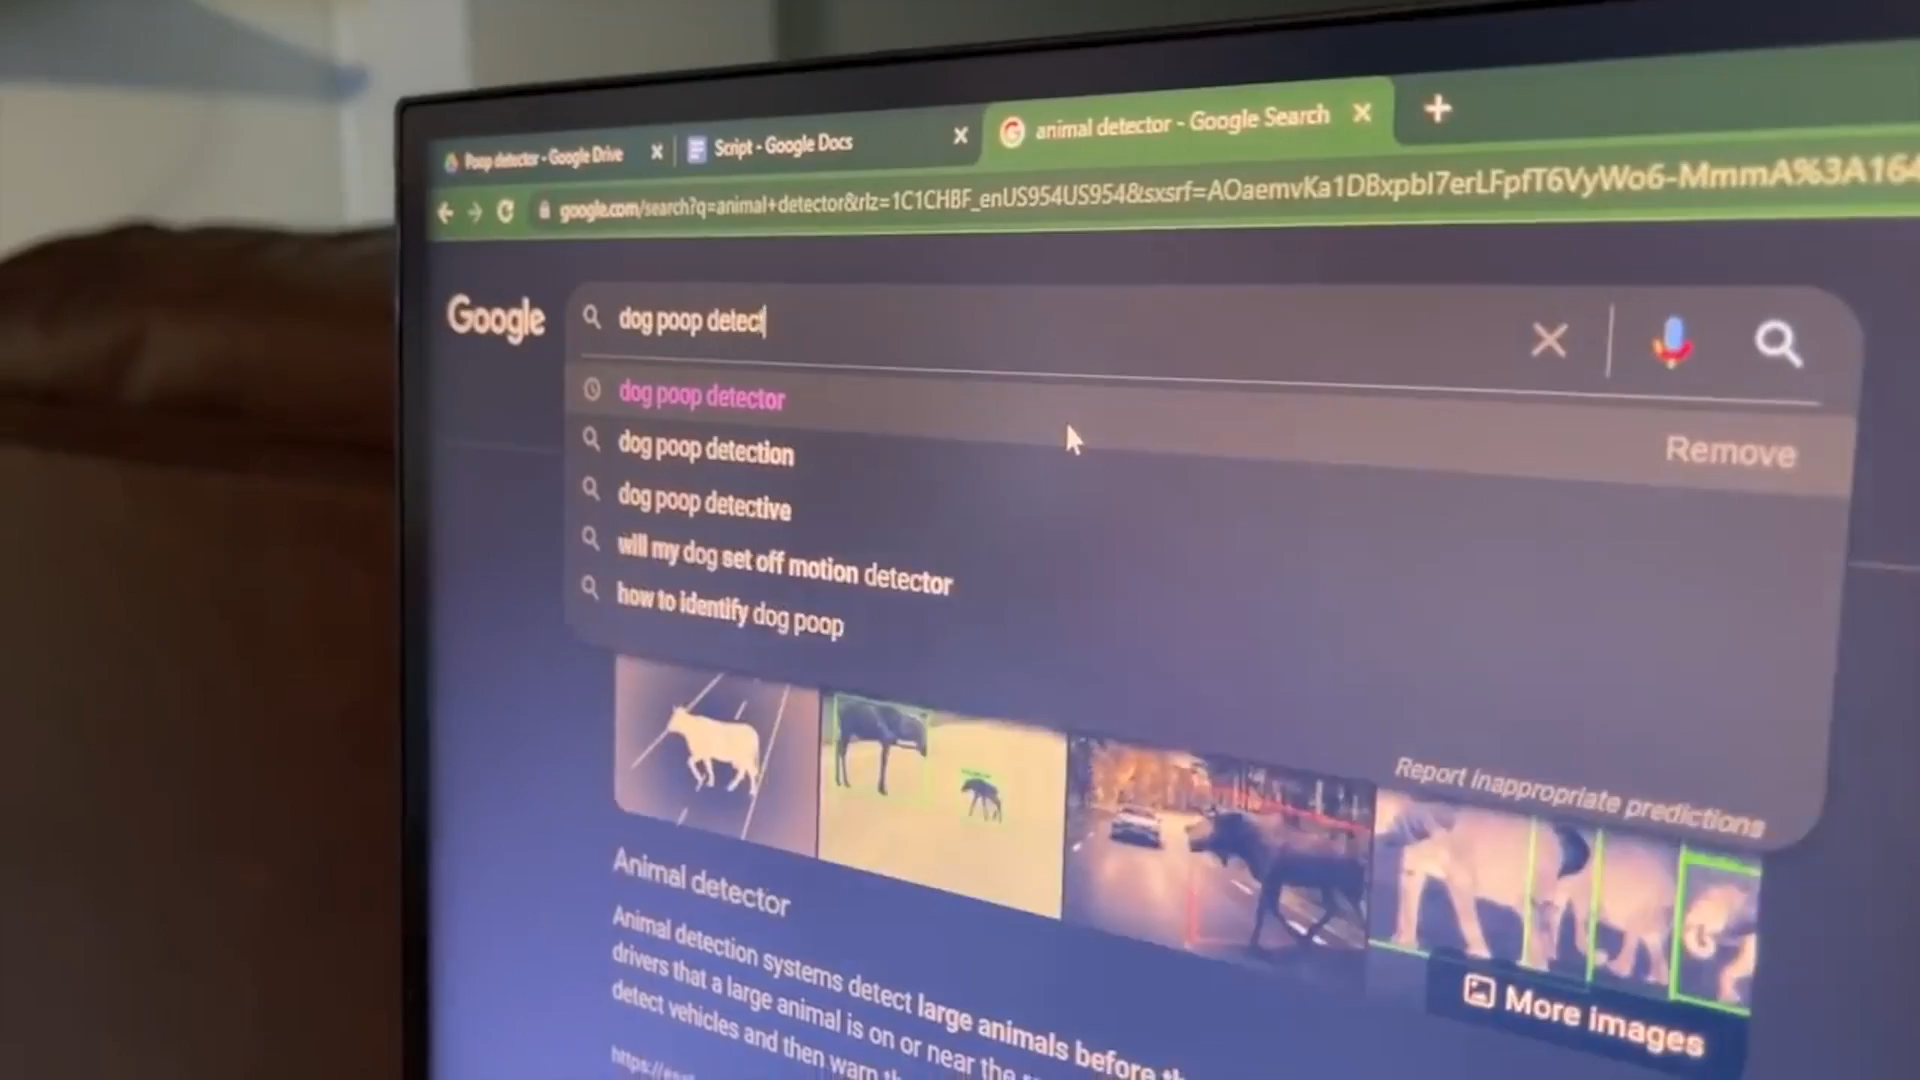 Poop detector - Google Drive
Script - Google Docs
animal detector - Google Search
google.com/search?q=animal+detector&rlz=1C1CHBF_enUS954US954&sxsrf=AOaemvKa1DBxpbI7erLFpfT6VyWo6-MmmA%3A164
Google
dog poop detect
dog poop detector
Remove
dog poop detection
dog poop detective
will my dog set off motion detector
how to identify dog poop
Report inappropriate predictions
More images
Animal detector
Animal detection systems detect large animals before
drivers that a large animal is on or near the
detect vehicles and then warn